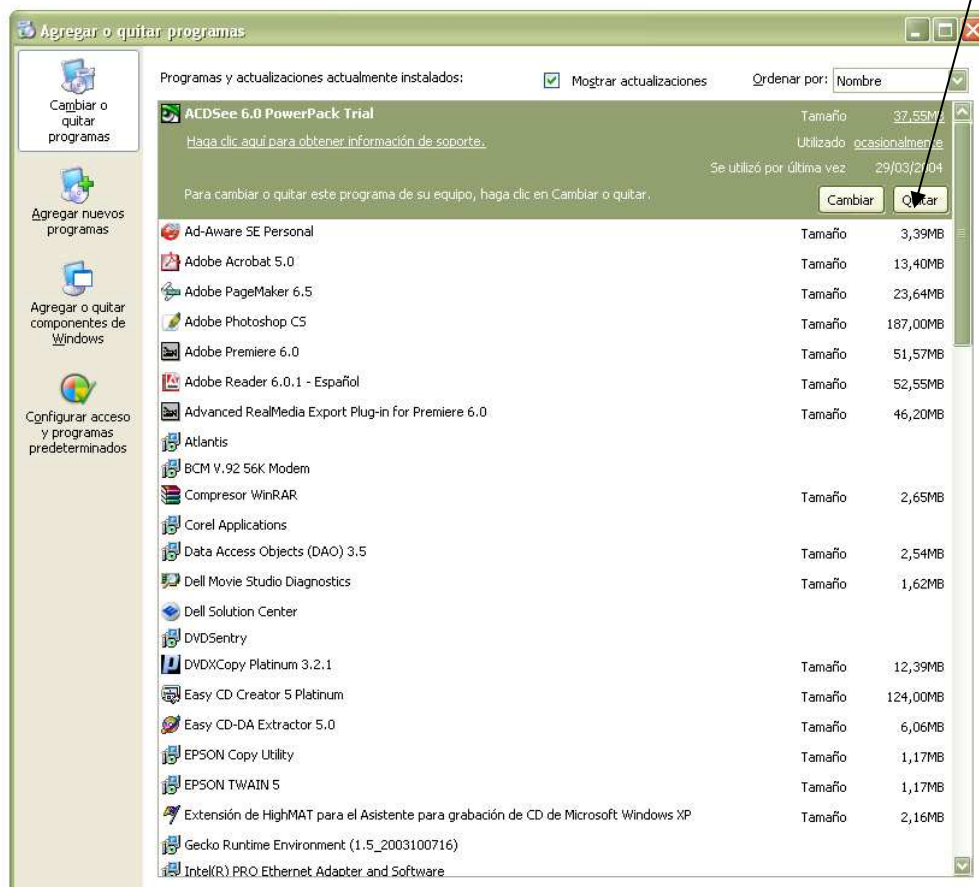 Agregar o quitar programas
Cambiar o
quitar
programas
Agregar nuevos
programas
Agregar o quitar
componentes de
Windows
Configurar acceso
y programas
predeterminados
Programas y actualizaciones actualmente instalados:
Mostrar actualizaciones
Ordenar por: Nombre
ACDSee 6.0 PowerPack Trial Tamaño 37,55MB
Haga clic aquí para obtener información de soporte. Utilizado ocasionalmente
Se utilizó por última vez 29/03/2004
Para cambiar o quitar este programa de su equipo, haga clic en Cambiar o quitar. Cambiar Quitar
Ad-Aware SE Personal Tamaño 3,39MB
Adobe Acrobat 5.0 Tamaño 13,40MB
Adobe PageMaker 6.5 Tamaño 23,64MB
Adobe Photoshop CS Tamaño 187,00MB
Adobe Premiere 6.0 Tamaño 51,57MB
Adobe Reader 6.0.1 - Español Tamaño 52,55MB
Advanced RealMedia Export Plug-in for Premiere 6.0 Tamaño 46,20MB
Atlantis
BCM V.92 56K Modem
Compresor WinRAR Tamaño 2,65MB
Corel Applications
Data Access Objects (DAO) 3.5 Tamaño 2,54MB
Dell Movie Studio Diagnostics Tamaño 1,62MB
Dell Solution Center
DVDSentry
DVDXCopy Platinum 3.2.1 Tamaño 12,39MB
Easy CD Creator 5 Platinum Tamaño 124,00MB
Easy CD-DA Extractor 5.0 Tamaño 6,06MB
EPSON Copy Utility Tamaño 1,17MB
EPSON TWAIN 5 Tamaño 1,17MB
Extensión de HighMAT para el Asistente para grabación de CD de Microsoft Windows XP Tamaño 2,16MB
Gecko Runtime Environment (1.5_2003100716)
Intel(R) PRO Ethernet Adapter and Software